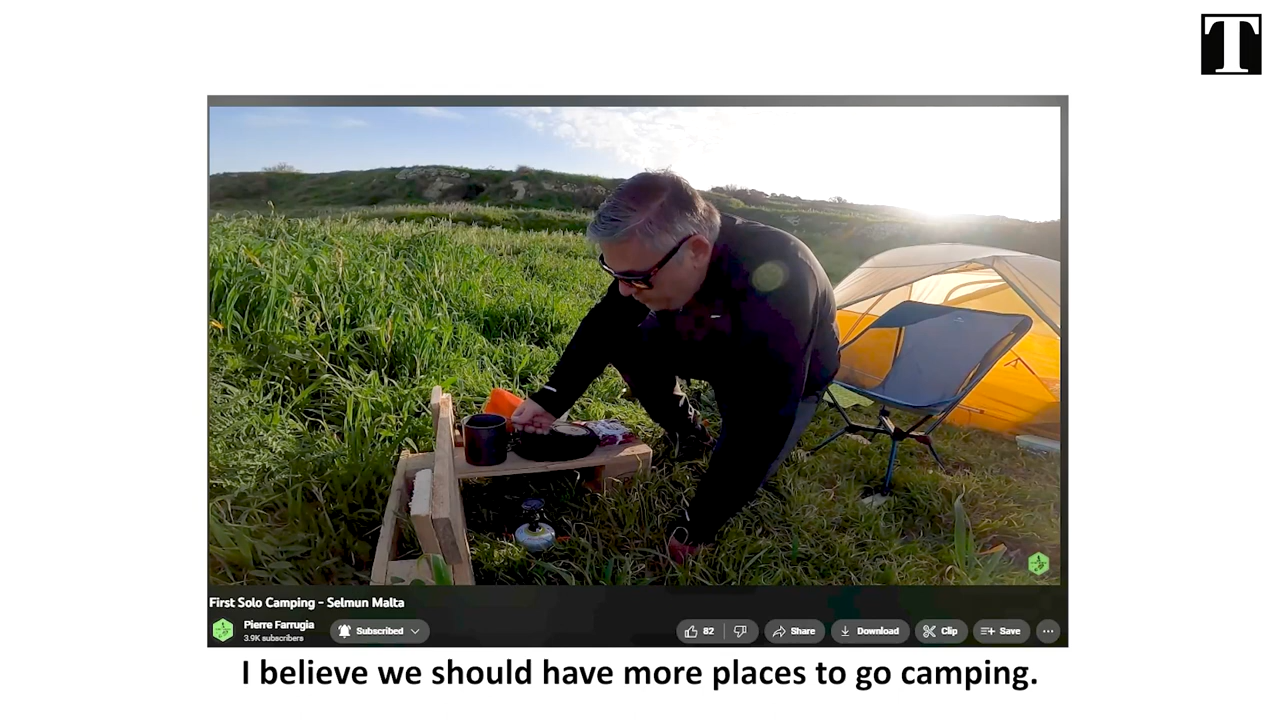 T
First Solo Camping - Selmun Malta
Pierre Farrugia
3.9K subscribers
Subscribed
82
Share
Download
Clip
Save
I believe we should have more places to go camping.